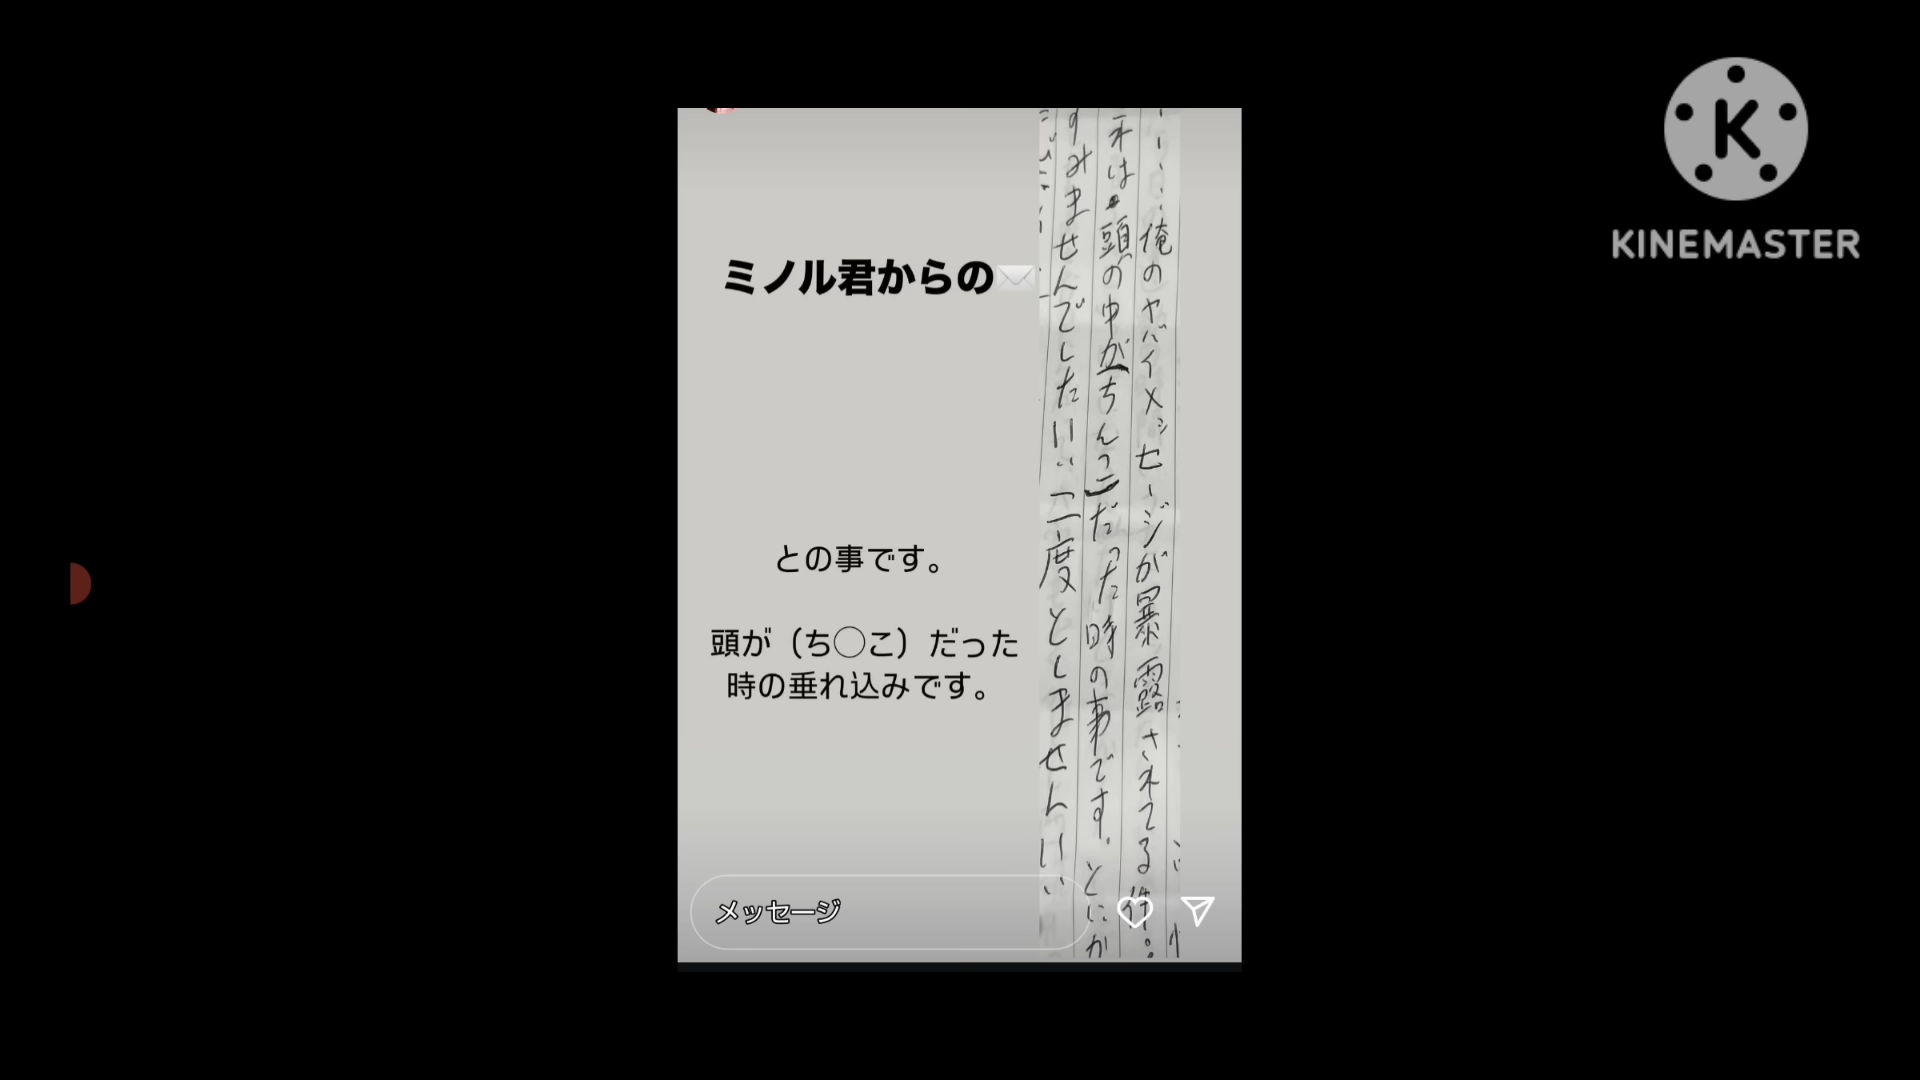 ミノル君からの✉
との事です。
頭が（ち◯こ）だった
時の垂れ込みです。
・・・・・俺のヤバイメッセージが暴露されてる件。
来は。頭の中が（ちんこ）だった時の事です。とにか
すみませんでした!!二度としません!!
メッセージ
KINEMASTER